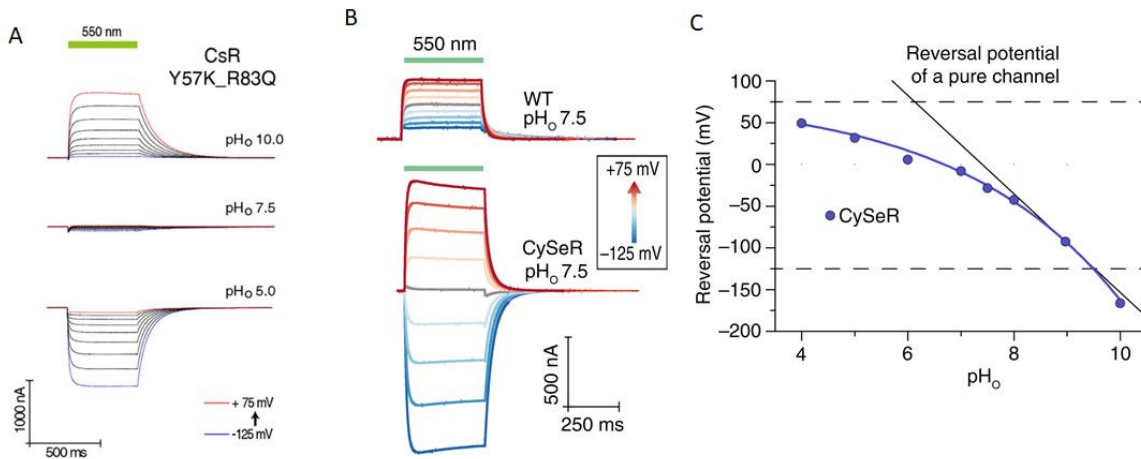 A
550 nm
CsR
Y57K_R83Q
pHO 10.0
pHO 7.5
pHO 5.0
1000 nA
500 ms
+ 75 mV
-125 mV
B
550 nm
WT
pHO 7.5
+75 mV
−125 mV
CySeR
pHO 7.5
500 nA
250 ms
C
Reversal potential
of a pure channel
Reversal potential (mV)
100
50
0
−50
−100
−150
−200
CySeR
4
6
8
10
pHO